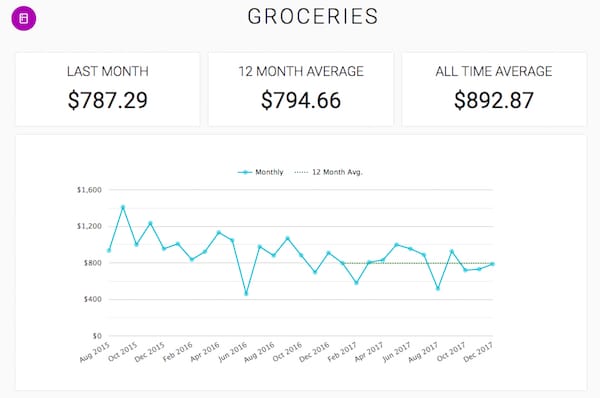 GROCERIES
LAST MONTH
$787.29
12 MONTH AVERAGE
$794.66
ALL TIME AVERAGE
$892.87
Monthly 12 Month Avg.
$1,600
$1,200
$800
$400
$0
Aug 2015 Oct 2015 Dec 2015 Feb 2016 Apr 2016 Jun 2016 Aug 2016 Oct 2016 Dec 2016 Feb 2017 Apr 2017 Jun 2017 Aug 2017 Oct 2017 Dec 2017